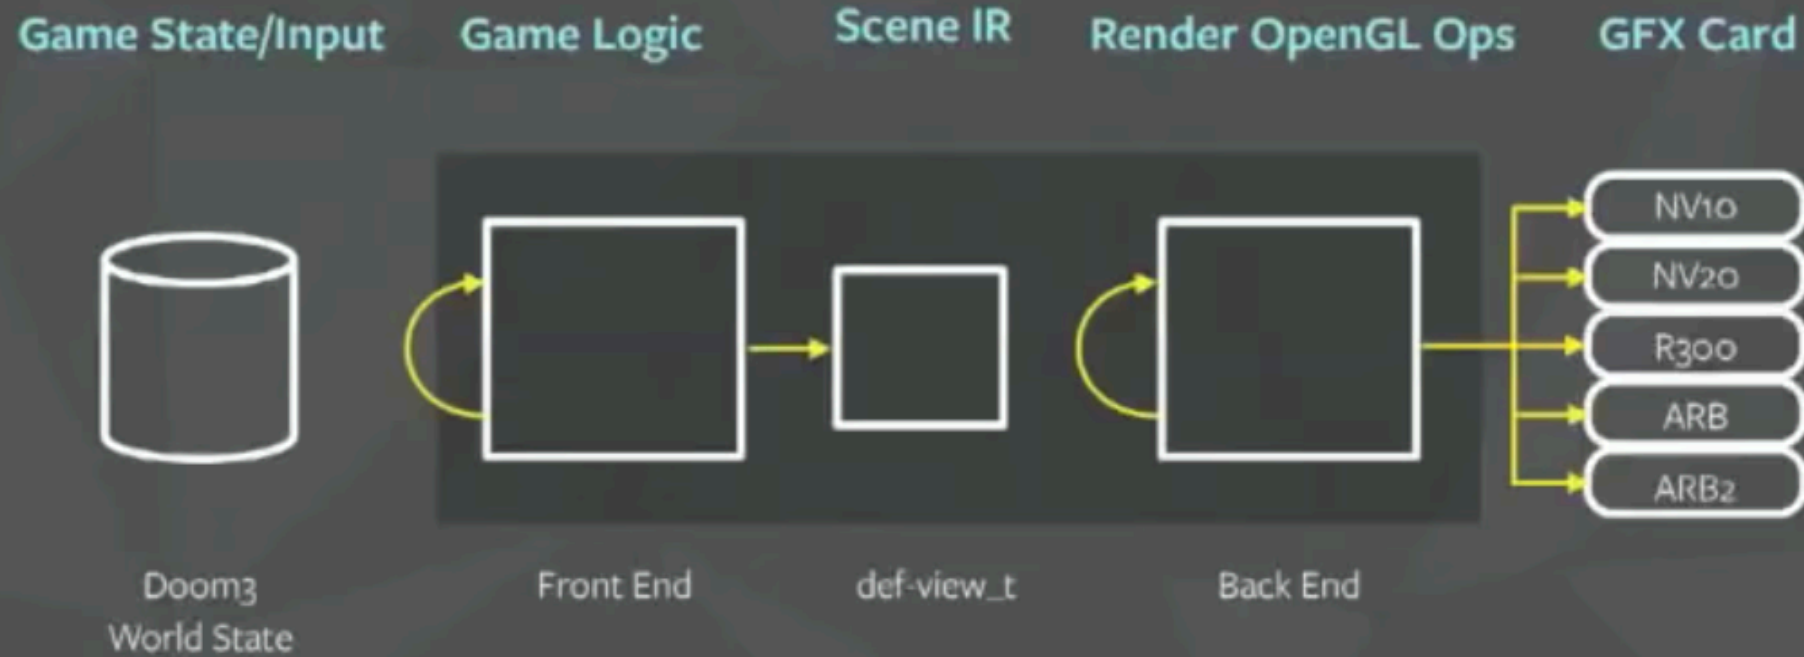 Game State/Input
Game Logic
Scene IR
Render OpenGL Ops
GFX Card
NV10
NV20
R300
ARB
ARB2
Doom3
World State
Front End
def-view_t
Back End